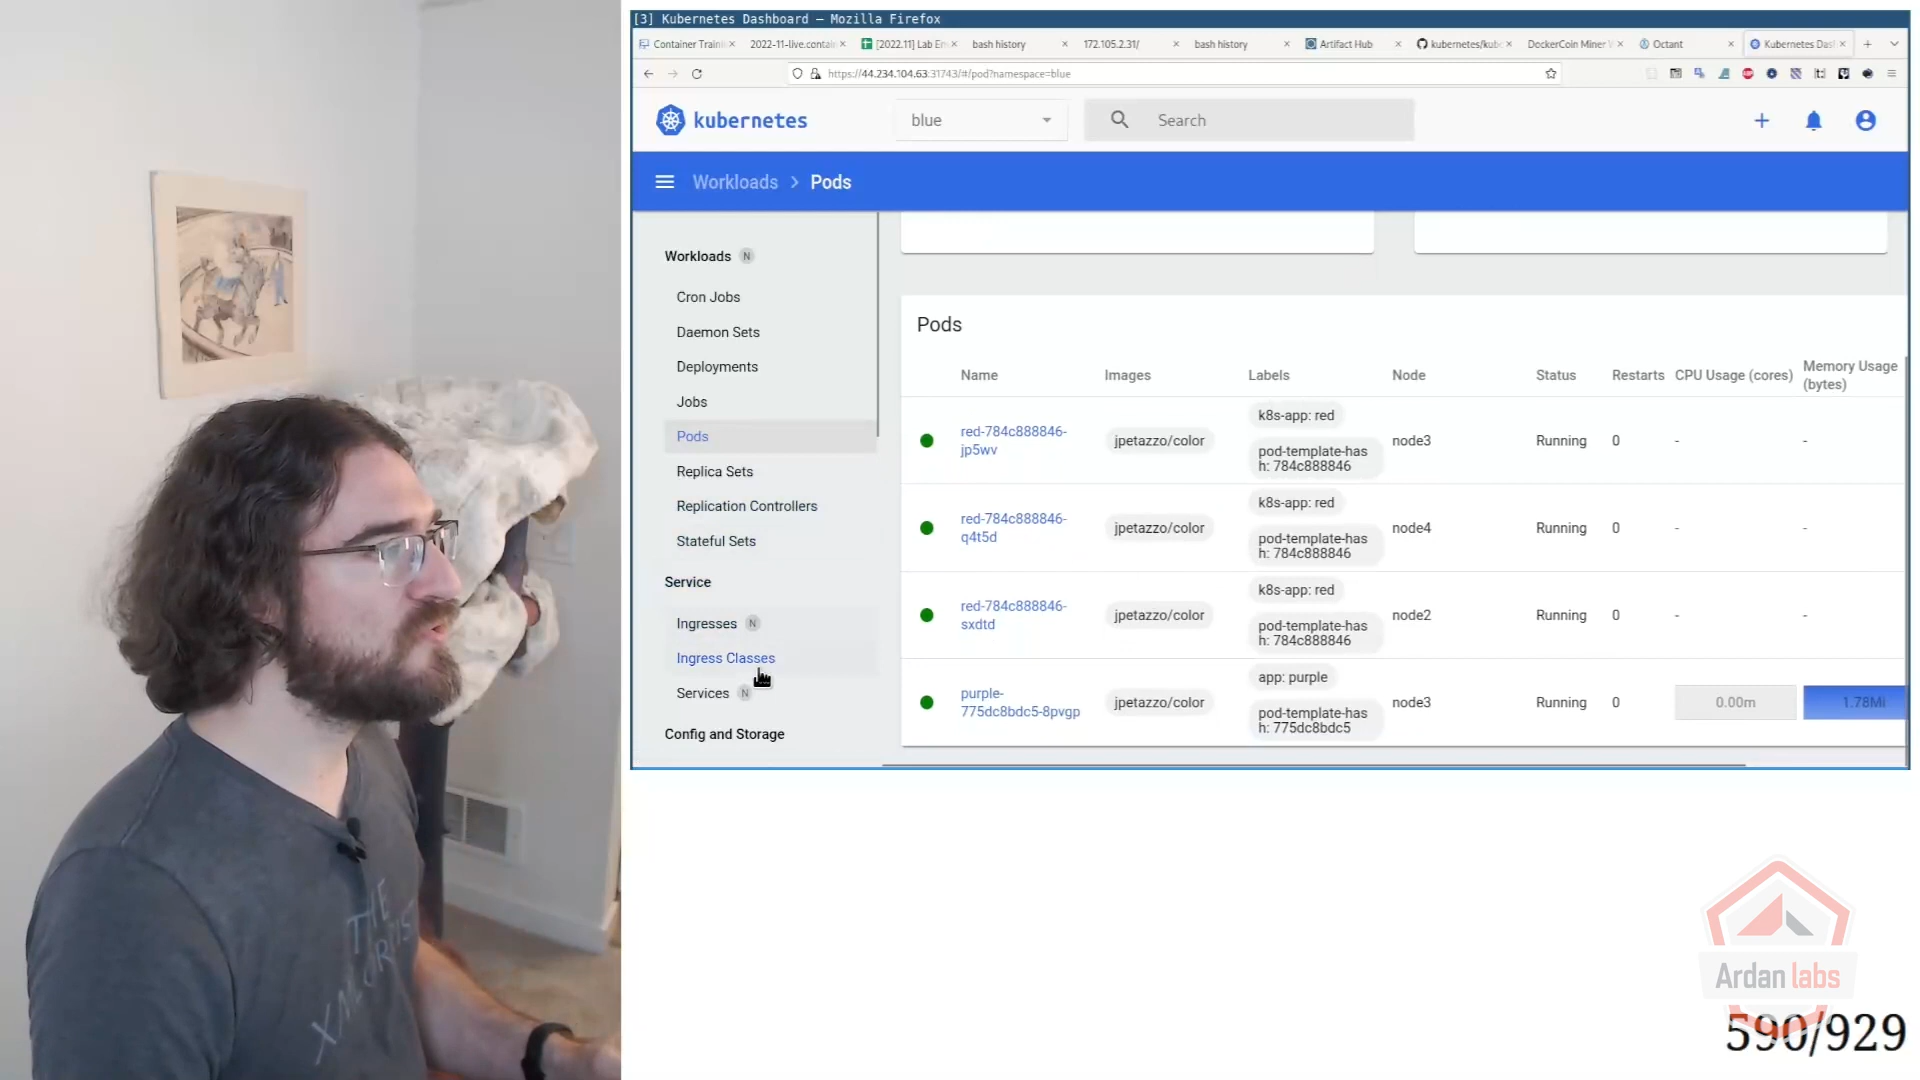 [3] Kubernetes Dashboard — Mozilla Firefox
Container Traini
2022-11-live.contain
[2022.11] Lab En
bash history
172.105.2.31/
bash history
Artifact Hub
kubernetes/kub
DockerCoin Miner
Octant
Kubernetes Das
https://44.234.104.63:31743/#/pod?namespace=blue
kubernetes
blue
Search
Workloads > Pods
Workloads N
Cron Jobs
Daemon Sets
Deployments
Jobs
Pods
Replica Sets
Replication Controllers
Stateful Sets
Service
Ingresses N
Ingress Classes
Services N
Config and Storage
Pods
Name Images Labels Node Status Restarts CPU Usage (cores) Memory Usage
(bytes)
red-784c888846-
jp5wv
jpetazzo/color
k8s-app: red
pod-template-has
h: 784c888846
node3
Running
0
-
-
red-784c888846-
q4t5d
jpetazzo/color
k8s-app: red
pod-template-has
h: 784c888846
node4
Running
0
-
-
red-784c888846-
sxdtd
jpetazzo/color
k8s-app: red
pod-template-has
h: 784c888846
node2
Running
0
-
-
purple-
775dc8bdc5-8pvgp
jpetazzo/color
app: purple
pod-template-has
h: 775dc8bdc5
node3
Running
0
0.00m
1.78Mi
THE
Ardan labs
590/929